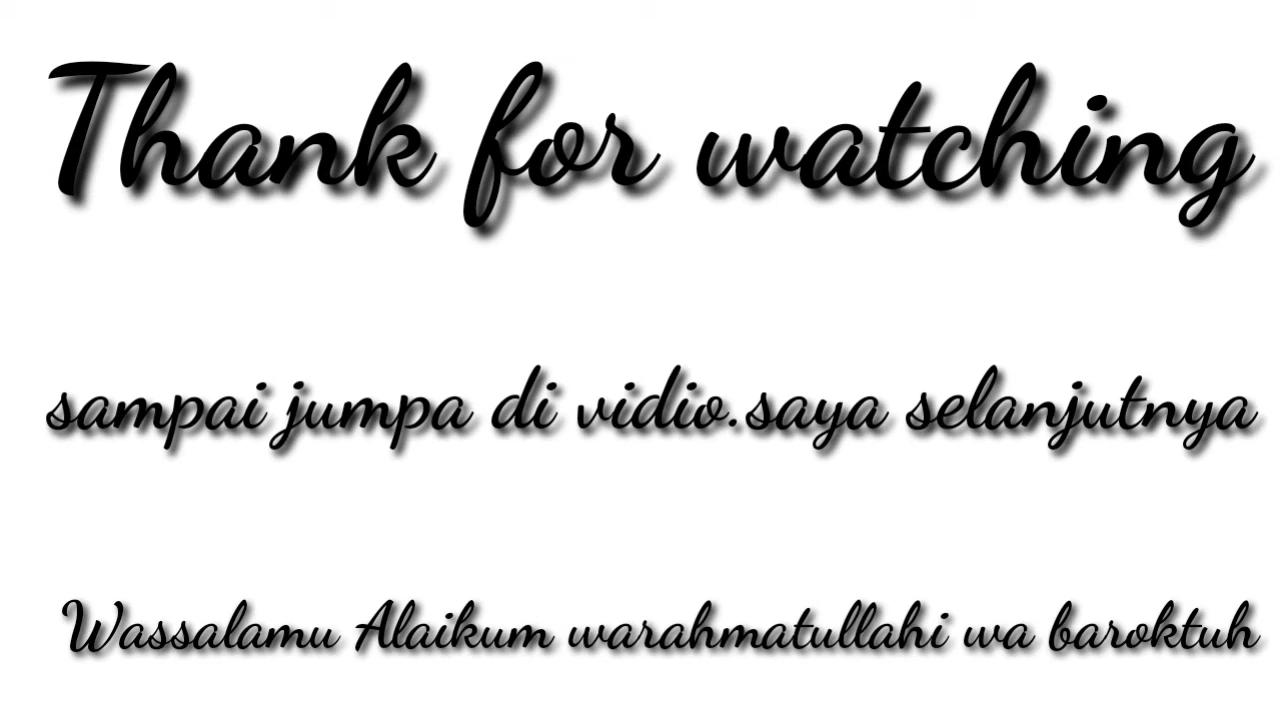 Thank for watching
sampai jumpa di vidio.saya selanjutnya
Wassalamu Alaikum warahmatullahi wa baroktuh